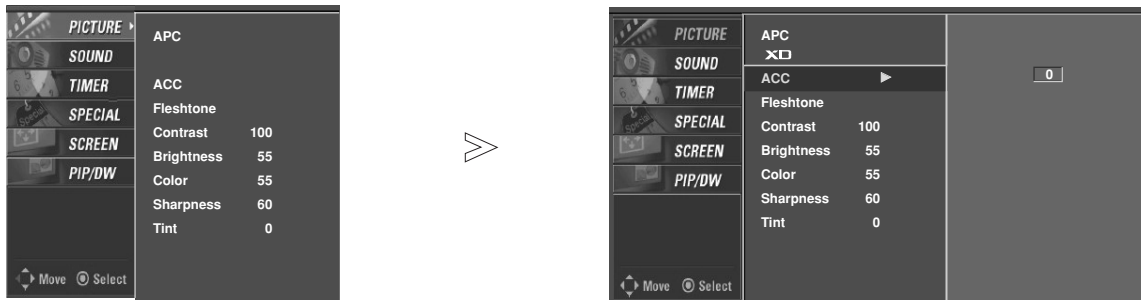 PICTURE
SOUND
TIMER
SPECIAL
SCREEN
PIP/DW
Move Select
APC
ACC
Fleshtone
Contrast 100
Brightness 55
Color 55
Sharpness 60
Tint 0
PICTURE
SOUND
TIMER
SPECIAL
SCREEN
PIP/DW
Move Select
APC
XD
ACC
Fleshtone
Contrast 100
Brightness 55
Color 55
Sharpness 60
Tint 0
0